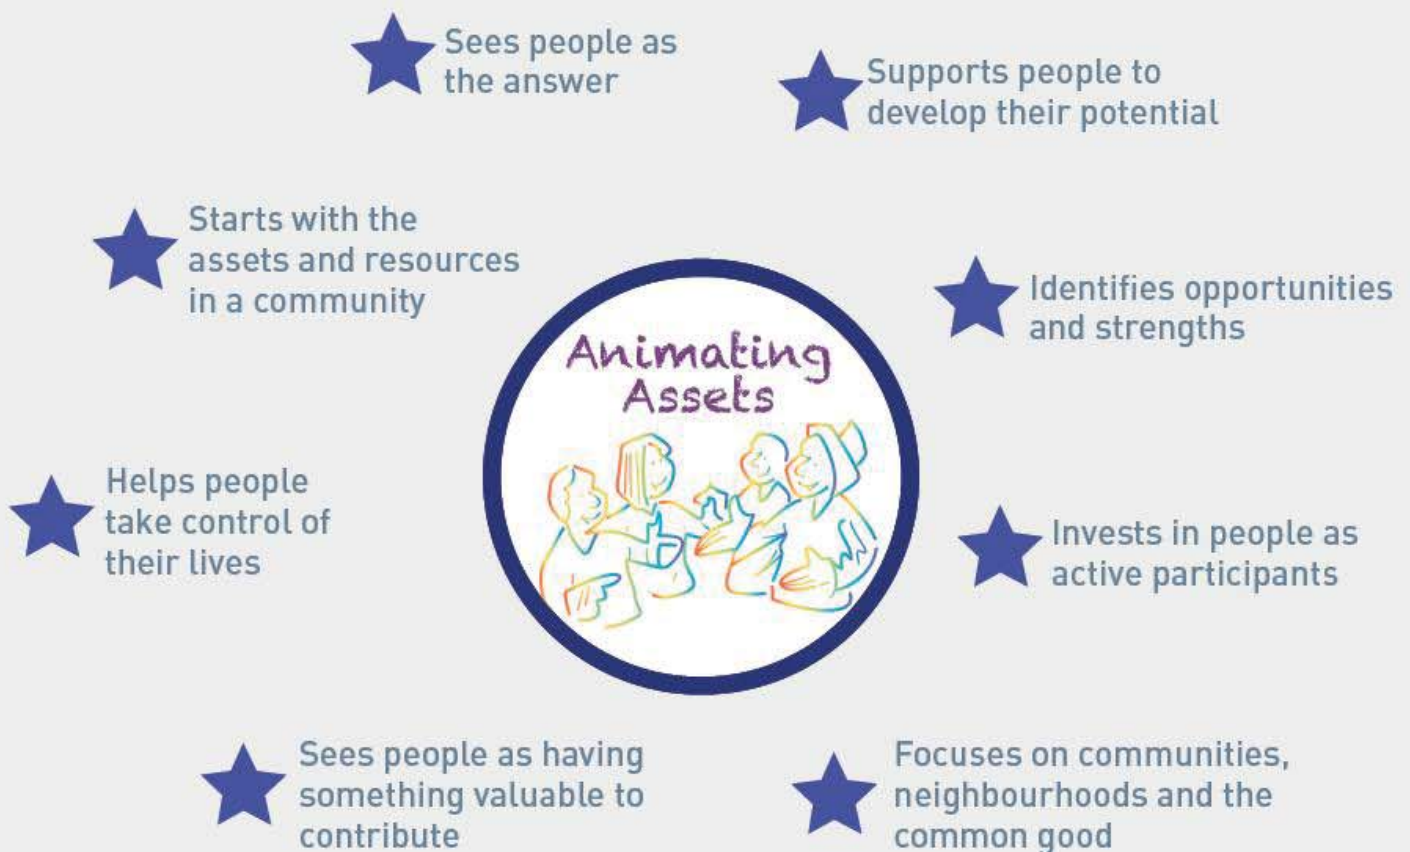 Sees people as
the answer
Supports people to
develop their potential
Starts with the
assets and resources
in a community
Identifies opportunities
and strengths
Animating
Assets
Helps people
take control of
their lives
Invests in people as
active participants
Sees people as having
something valuable to
contribute
Focuses on communities,
neighbourhoods and the
common good